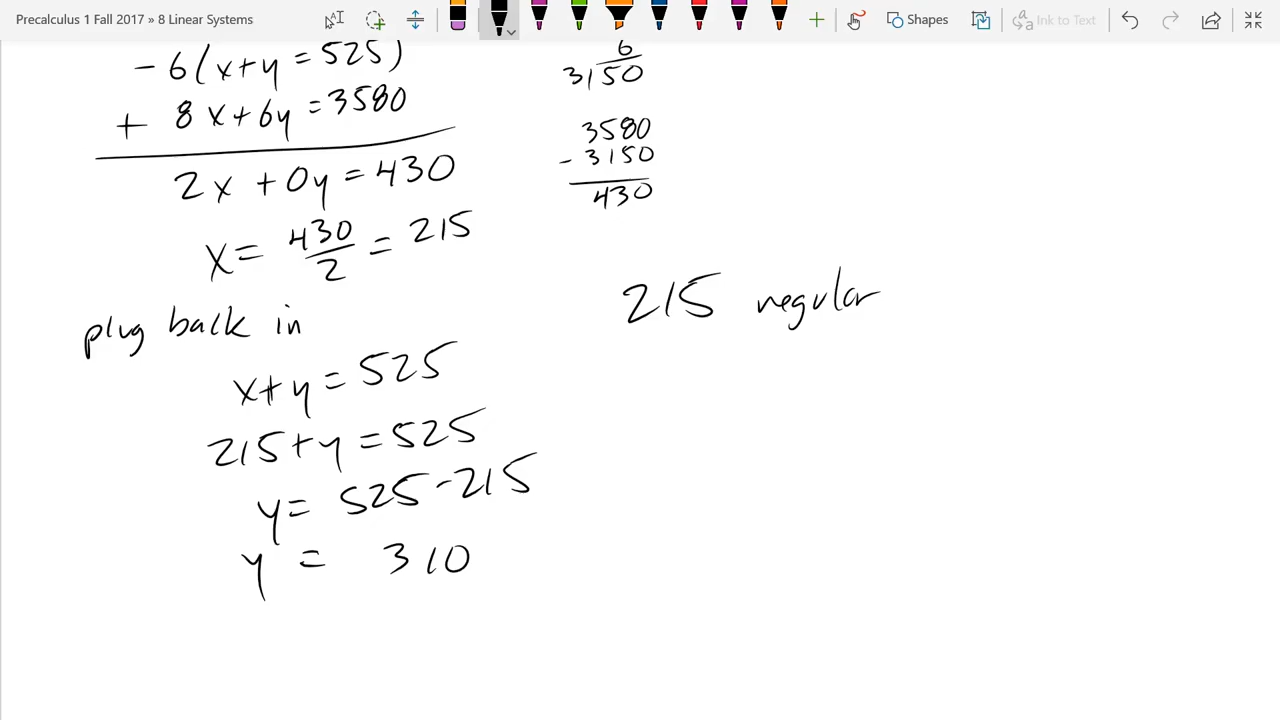 Precalculus 1 Fall 2017 » 8 Linear Systems
Shapes
Ink to Text
-6(x+y=525)
+ 8x+6y=3580
2x+0y=430
x=430/2=215
plug back in
x+y=525
215+y=525
y=525-215
y = 310
6
3150
3580
-3150
430
215 regular